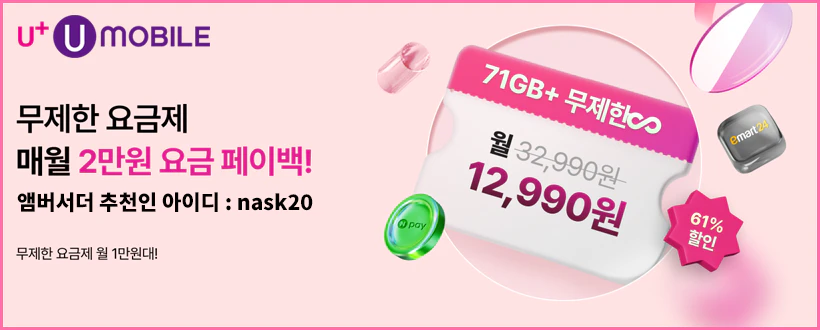 U+ U MOBILE
무제한 요금제
매월 2만원 요금 페이백!
앰버서더 추천인 아이디 : nask20
무제한 요금제 월 1만원대!
71GB+ 무제한
월 32,990원
12,990원
emart24
N pay
61%
할인